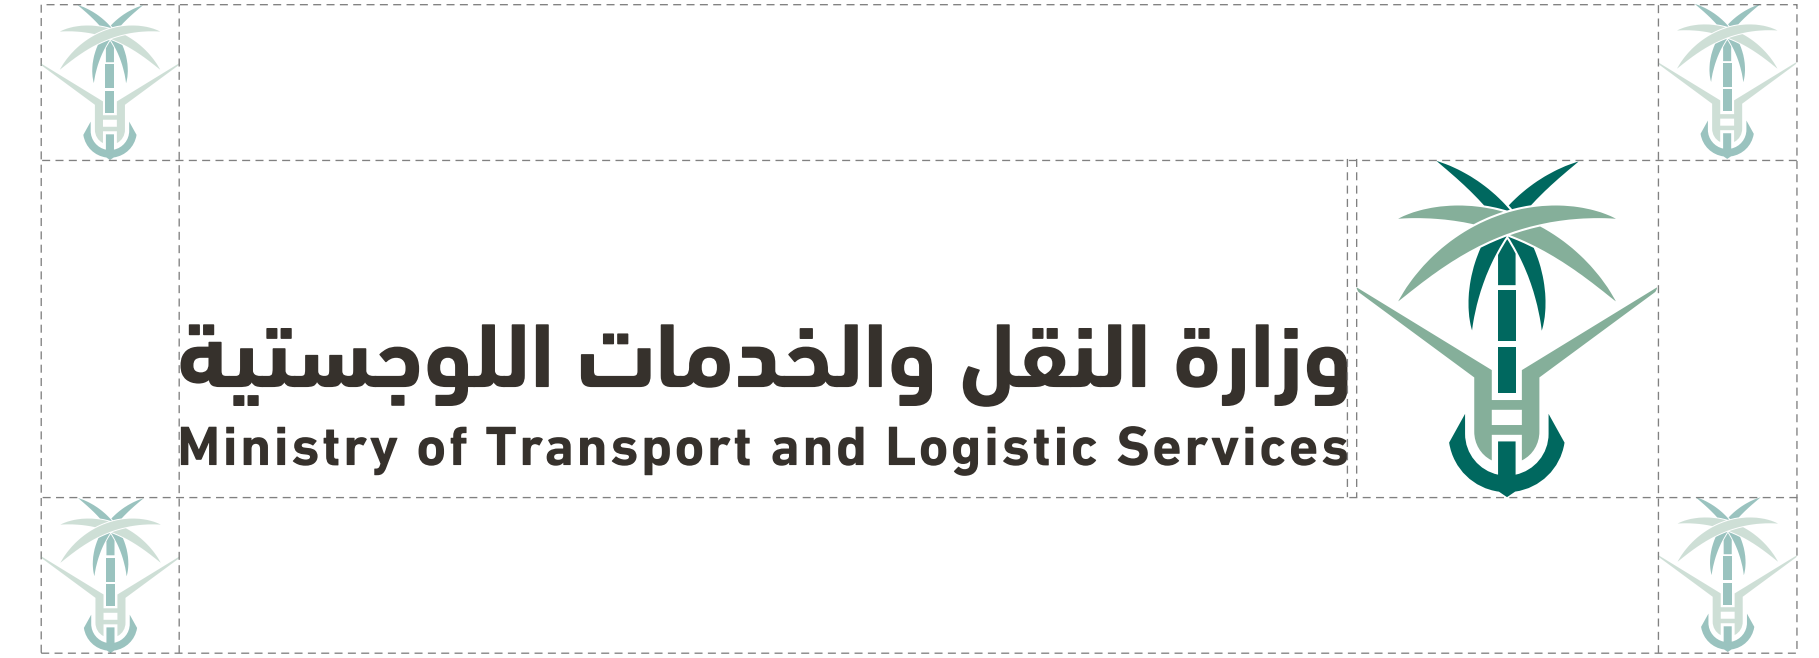 وزارة النقل والخدمات اللوجستية
Ministry of Transport and Logistic Services